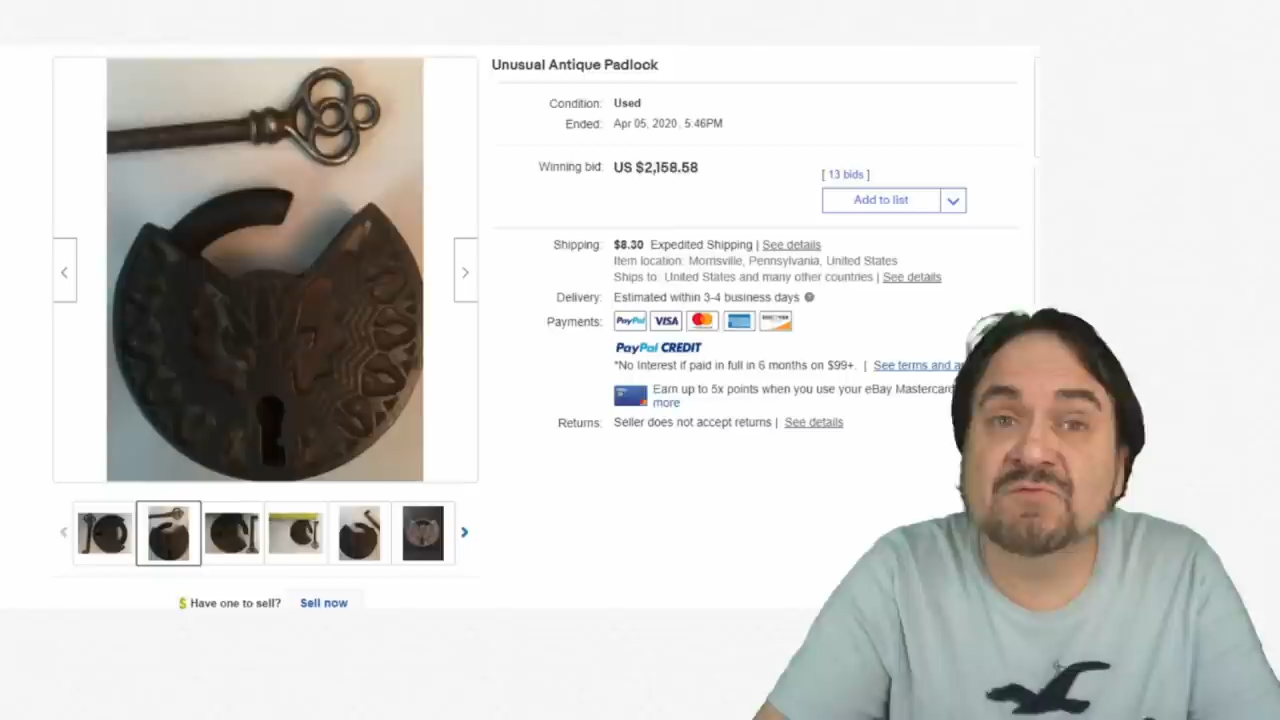 Unusual Antique Padlock
Condition: Used
Ended: Apr 05, 2020 , 5:46PM
Winning bid: US $2,158.58
[ 13 bids ]
Add to list
Shipping: $8.30 Expedited Shipping | See details
Item location: Morrisville, Pennsylvania, United States
Ships to: United States and many other countries | See details
Delivery: Estimated within 3-4 business days
Payments: PayPal VISA
PayPal CREDIT
*No Interest if paid in full in 6 months on $99+. | See terms and
Earn up to 5x points when you use your eBay Mastercard
more
Returns: Seller does not accept returns | See details
$ Have one to sell? Sell now